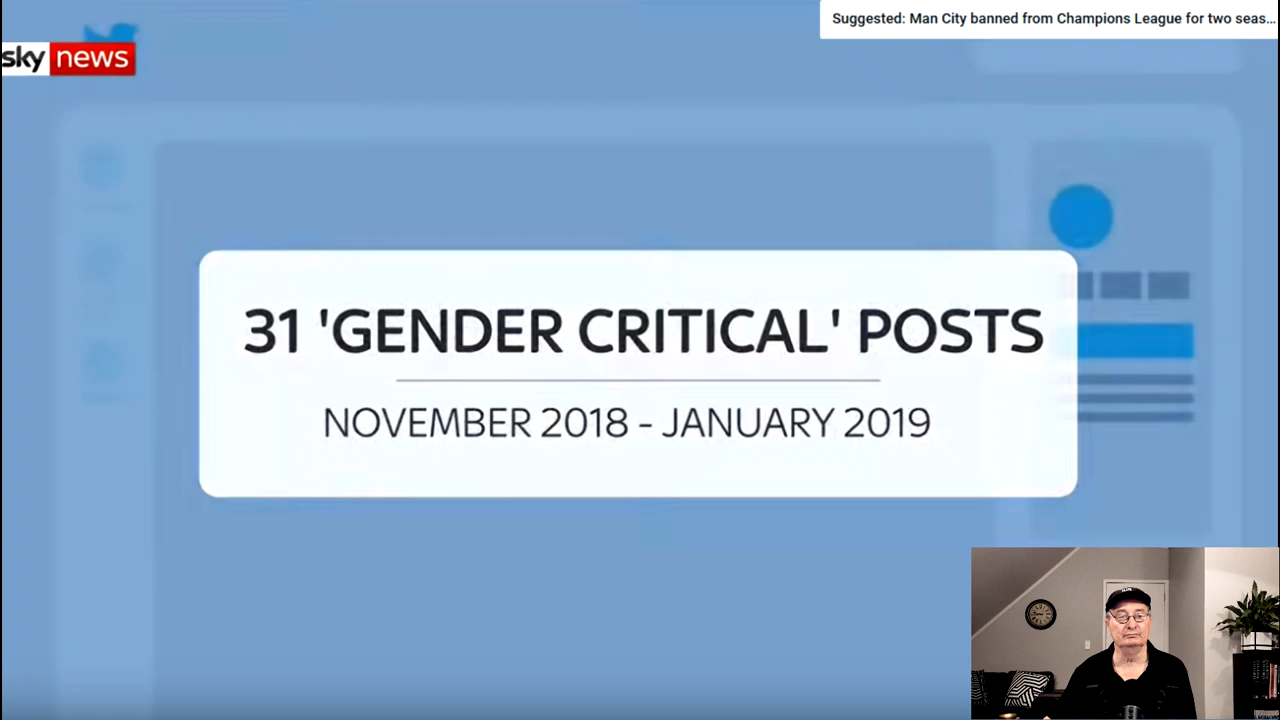 Suggested: Man City banned from Champions League for two seas...
sky news
31 'GENDER CRITICAL' POSTS
NOVEMBER 2018 - JANUARY 2019